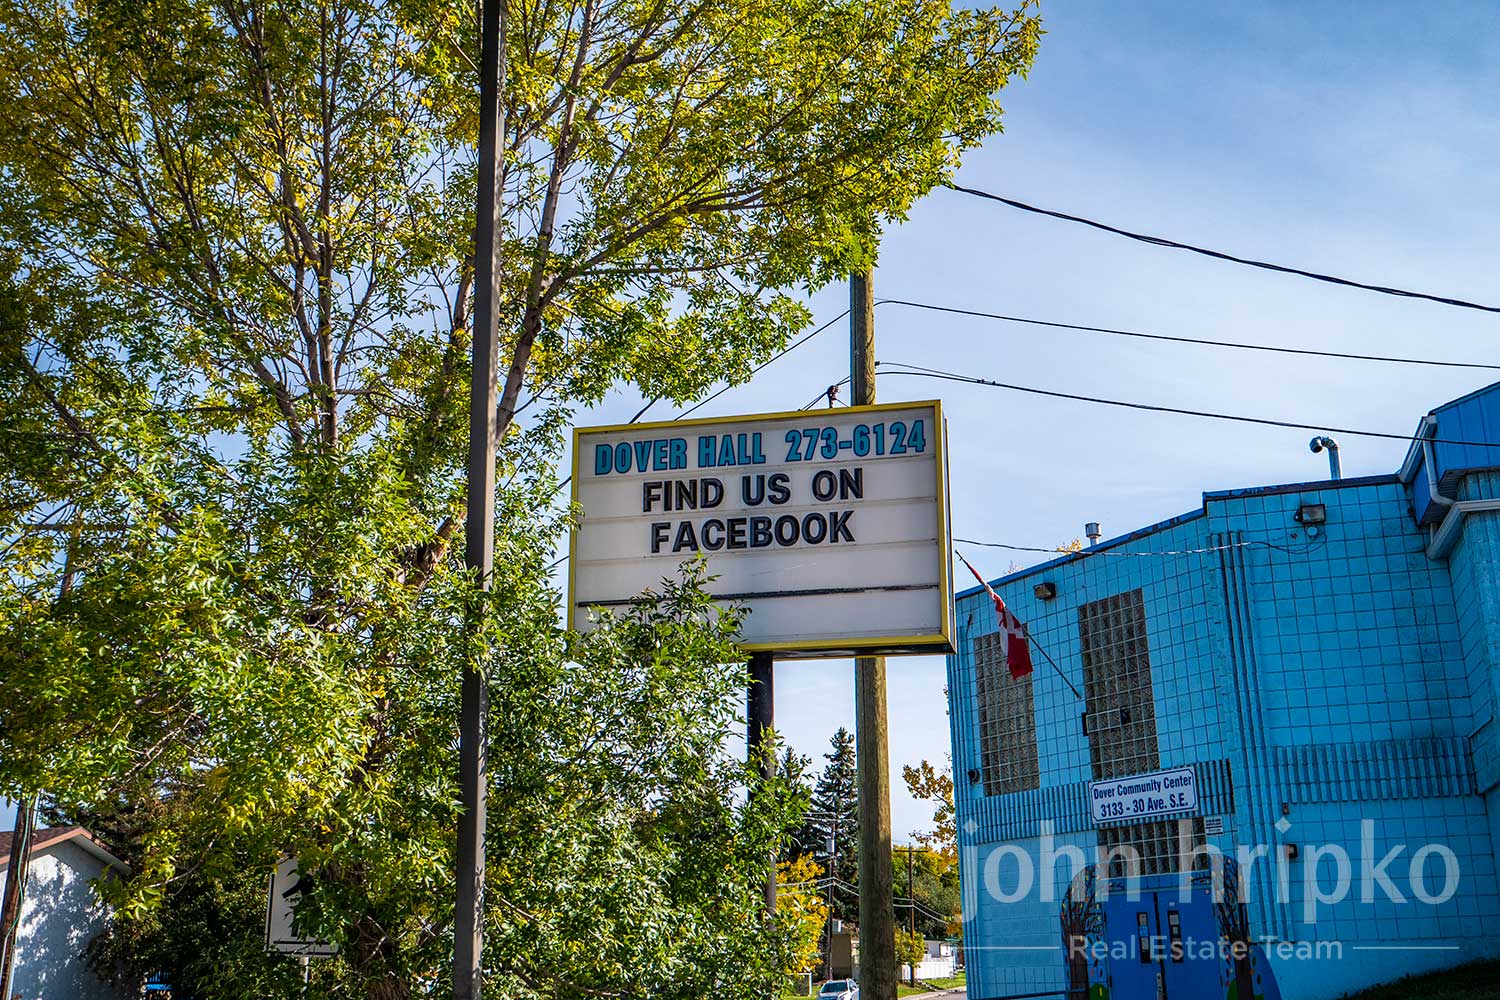 DOVER HALL 273-6124
FIND US ON
FACEBOOK
Dover Community Center
3133 - 30 Ave. S.E.
john hripko
Real Estate Team